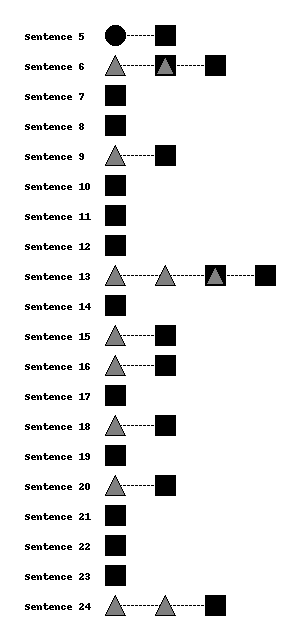 Sentence 5
Sentence 6
Sentence 7
Sentence 8
Sentence 9
Sentence 10
Sentence 11
Sentence 12
Sentence 13
Sentence 14
Sentence 15
Sentence 16
Sentence 17
Sentence 18
Sentence 19
Sentence 20
Sentence 21
Sentence 22
Sentence 23
Sentence 24